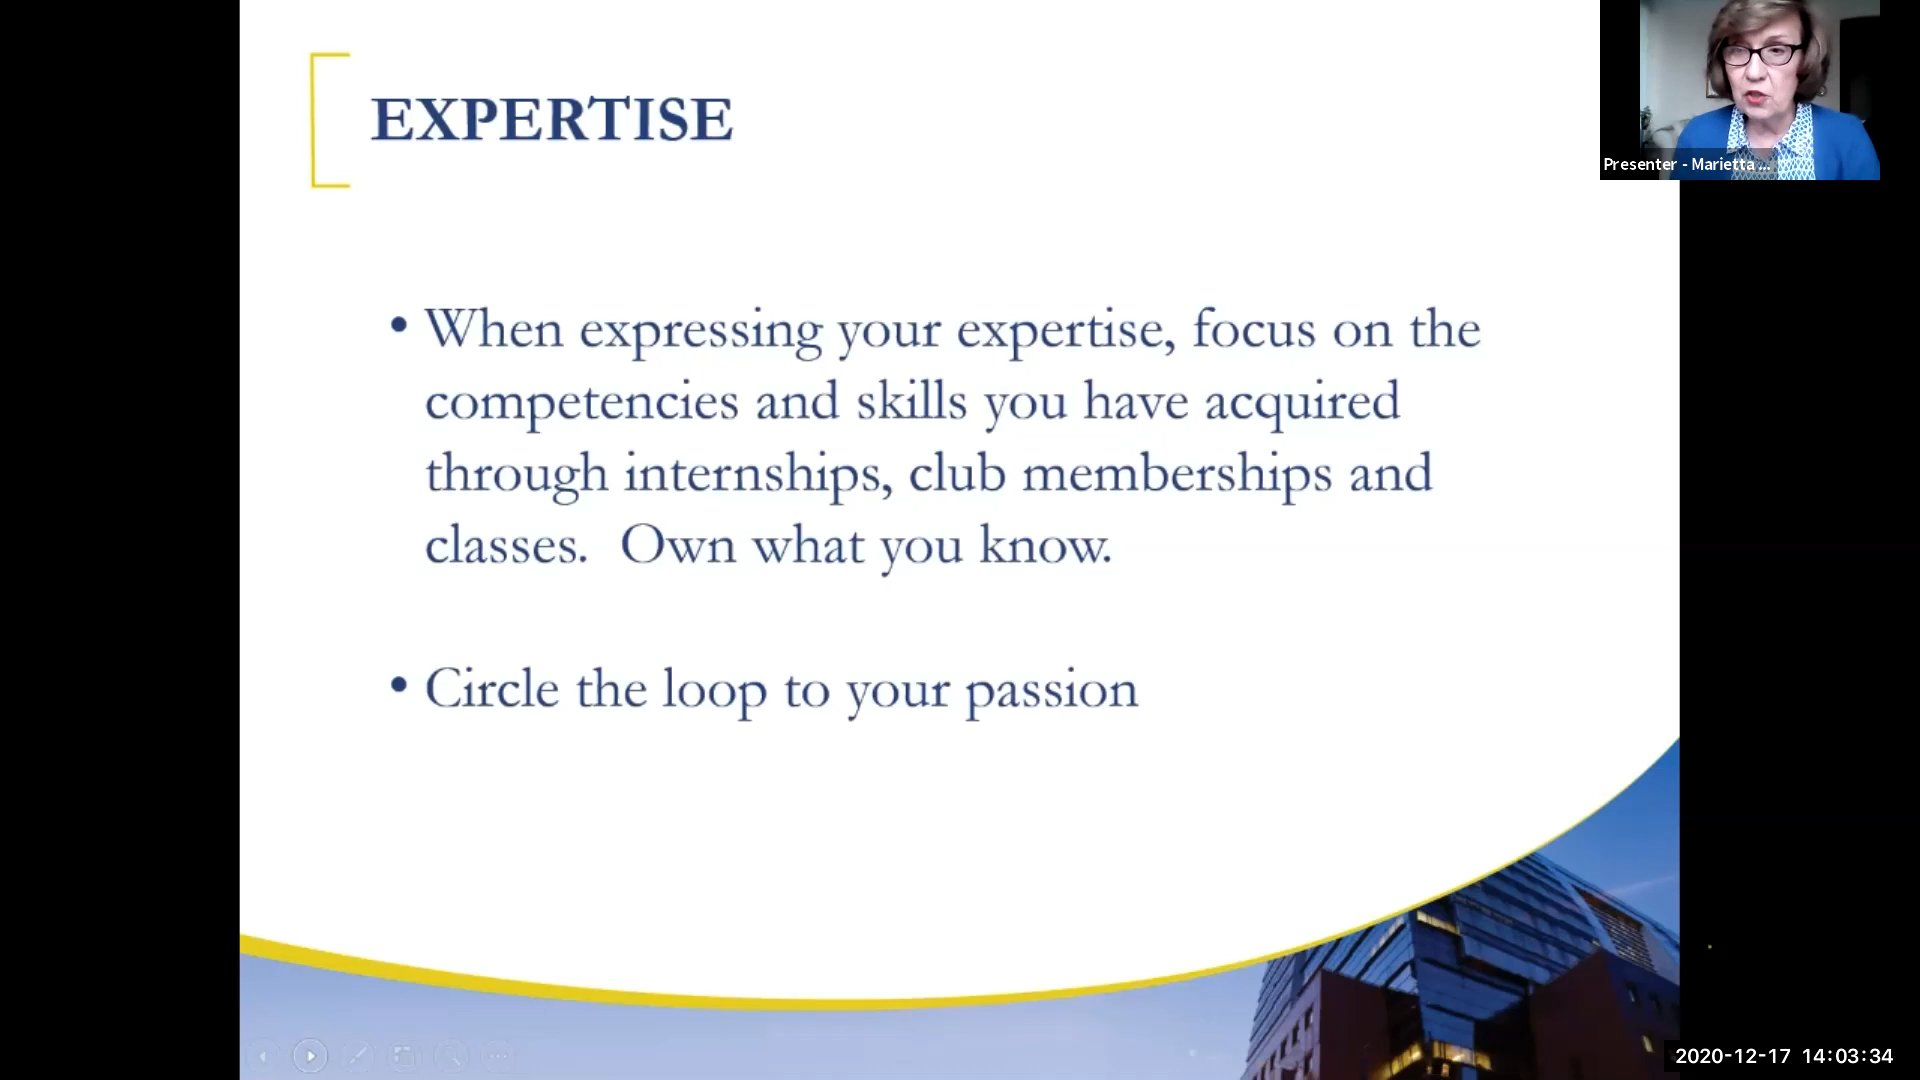 EXPERTISE
• When expressing your expertise, focus on the
competencies and skills you have acquired
through internships, club memberships and
classes.  Own what you know.
• Circle the loop to your passion
Presenter - Marietta ...
2020-12-17 14:03:34